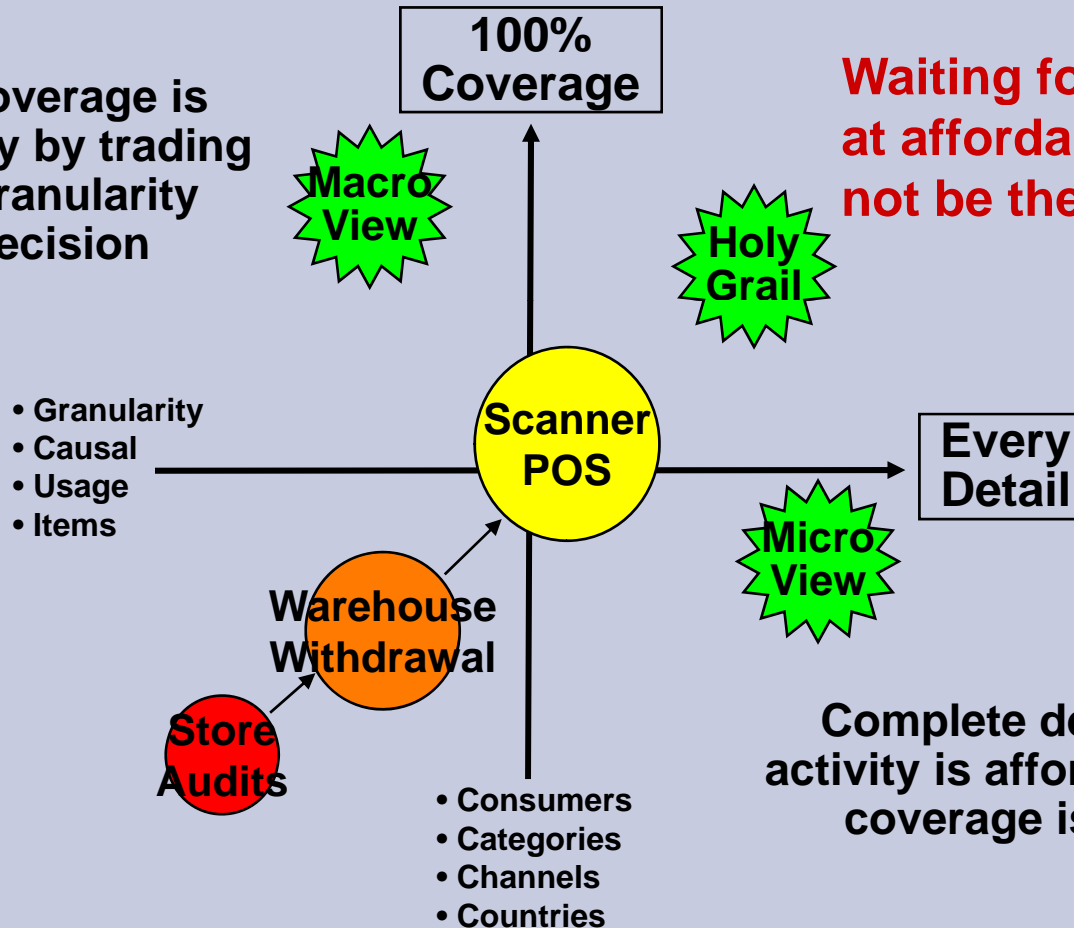 100%
Coverage
overage is
y by trading
ranularity
ecision
Waiting fo
at afforda
not be the
Macro
View
Holy
Grail
• Granularity
• Causal
• Usage
• Items
Scanner
POS
Every
Detail
Micro
View
Warehouse
Withdrawal
Store
Audits
Complete de
activity is affor
coverage is
• Consumers
• Categories
• Channels
• Countries